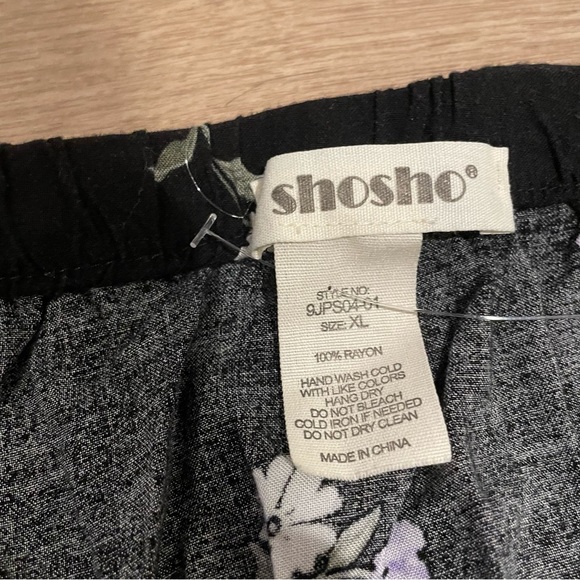 shosho®
STYLE NO:
9JPS04-01
SIZE: XL
100% RAYON
HAND WASH COLD
WITH LIKE COLORS
HANG DRY
DO NOT BLEACH
COLD IRON IF NEEDED
DO NOT DRY CLEAN
MADE IN CHINA